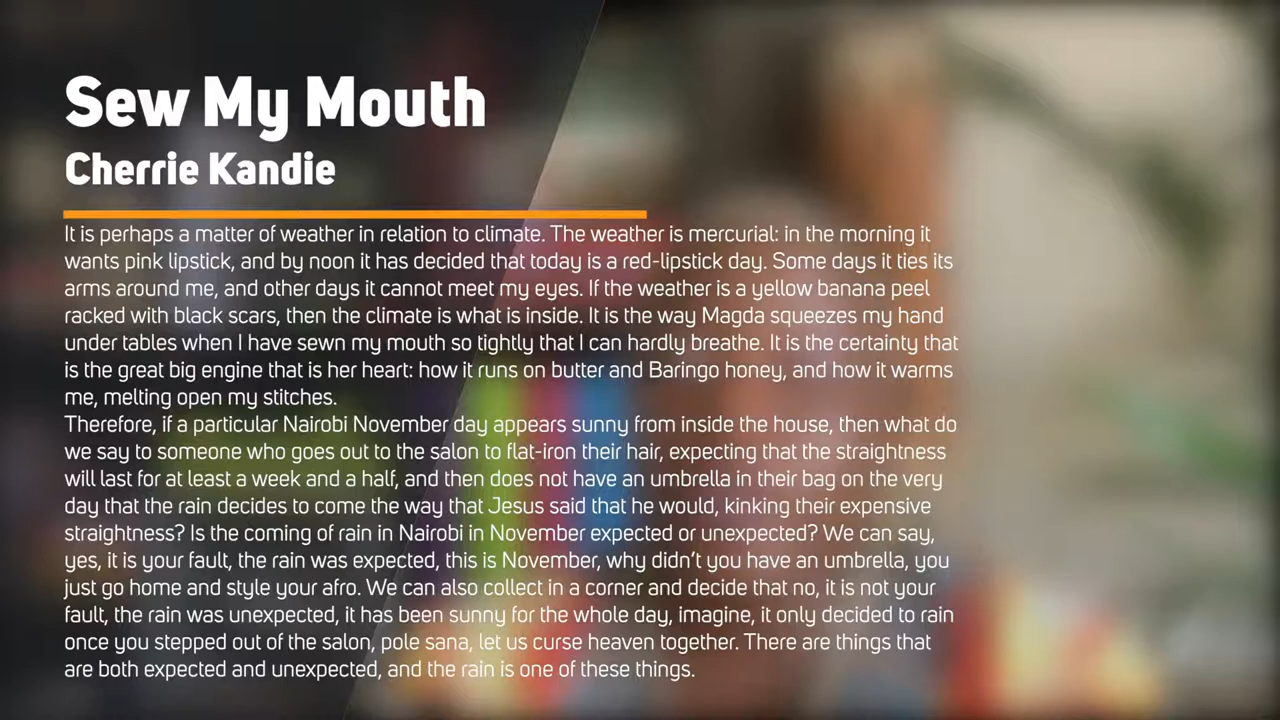 Sew My Mouth
Cherrie Kandie
It is perhaps a matter of weather in relation to climate. The weather is mercurial: in the morning it
wants pink lipstick, and by noon it has decided that today is a red-lipstick day. Some days it ties its
arms around me, and other days it cannot meet my eyes. If the weather is a yellow banana peel
racked with black scars, then the climate is what is inside. It is the way Magda squeezes my hand
under tables when I have sewn my mouth so tightly that I can hardly breathe. It is the certainty that
is the great big engine that is her heart: how it runs on butter and Baringo honey, and how it warms
me, melting open my stitches.
Therefore, if a particular Nairobi November day appears sunny from inside the house, then what do
we say to someone who goes out to the salon to flat-iron their hair, expecting that the straightness
will last for at least a week and a half, and then does not have an umbrella in their bag on the very
day that the rain decides to come the way that Jesus said that he would, kinking their expensive
straightness? Is the coming of rain in Nairobi in November expected or unexpected? We can say,
yes, it is your fault, the rain was expected, this is November, why didn't you have an umbrella, you
just go home and style your afro. We can also collect in a corner and decide that no, it is not your
fault, the rain was unexpected, it has been sunny for the whole day, imagine, it only decided to rain
once you stepped out of the salon, pole sana, let us curse heaven together. There are things that
are both expected and unexpected, and the rain is one of these things.